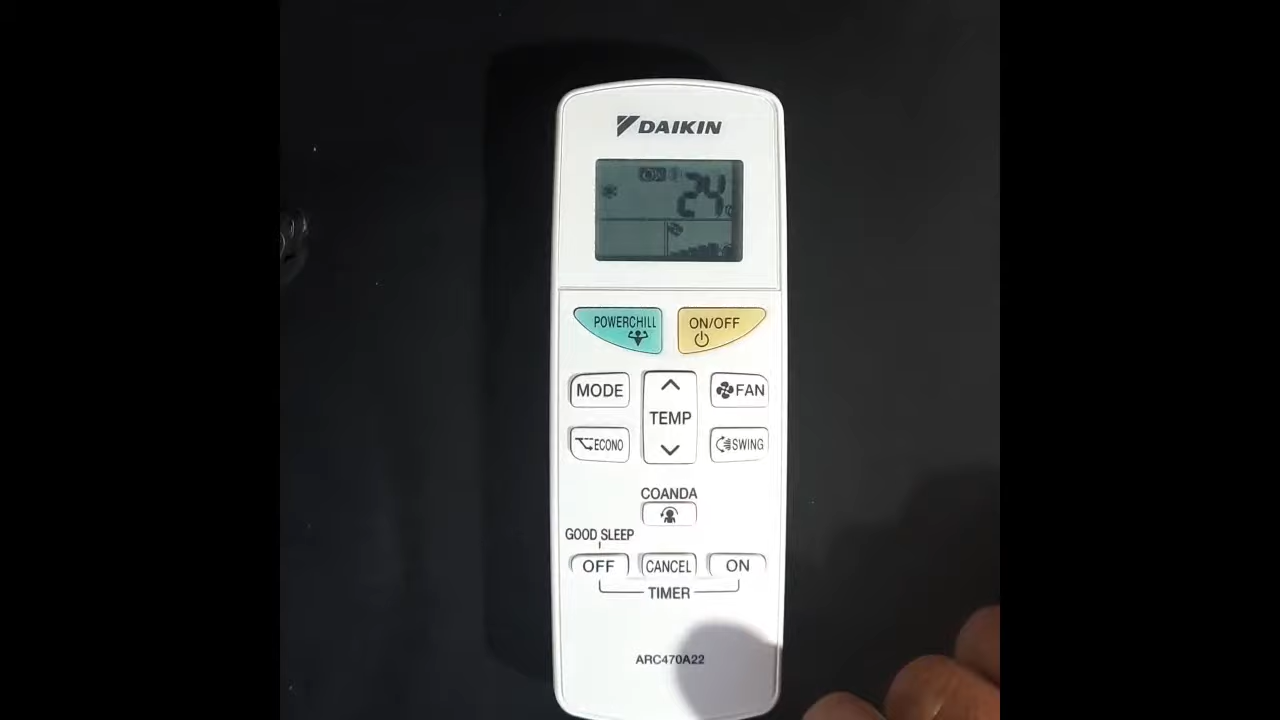 DAIKIN
24
POWERCHILL
ON/OFF
MODE
TEMP
FAN
ECONO
SWING
COANDA
GOOD SLEEP
OFF
CANCEL
ON
TIMER
ARC470A22